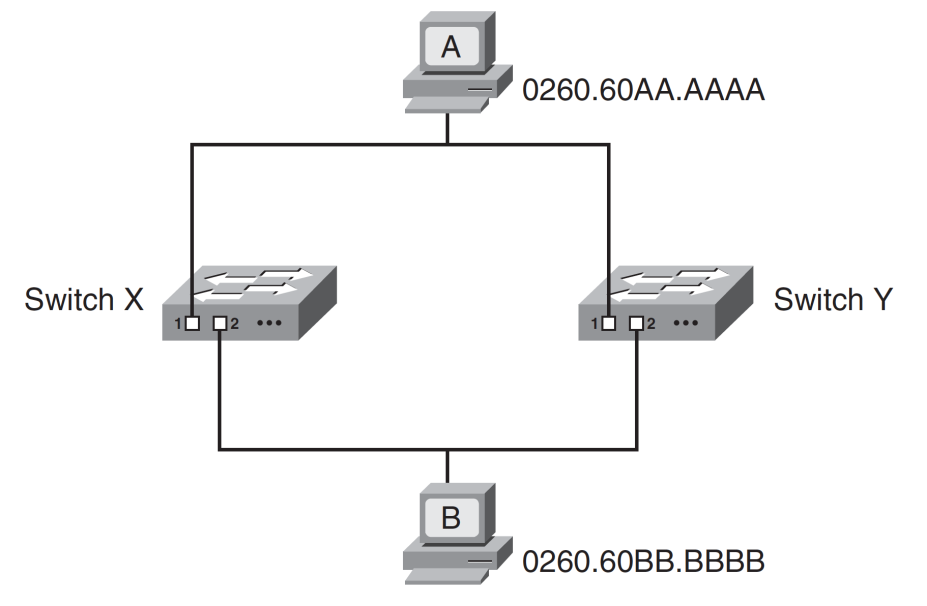 A
0260.60AA.AAAA
Switch X
1 2 •••
Switch Y
1 2 •••
B
0260.60BB.BBBB